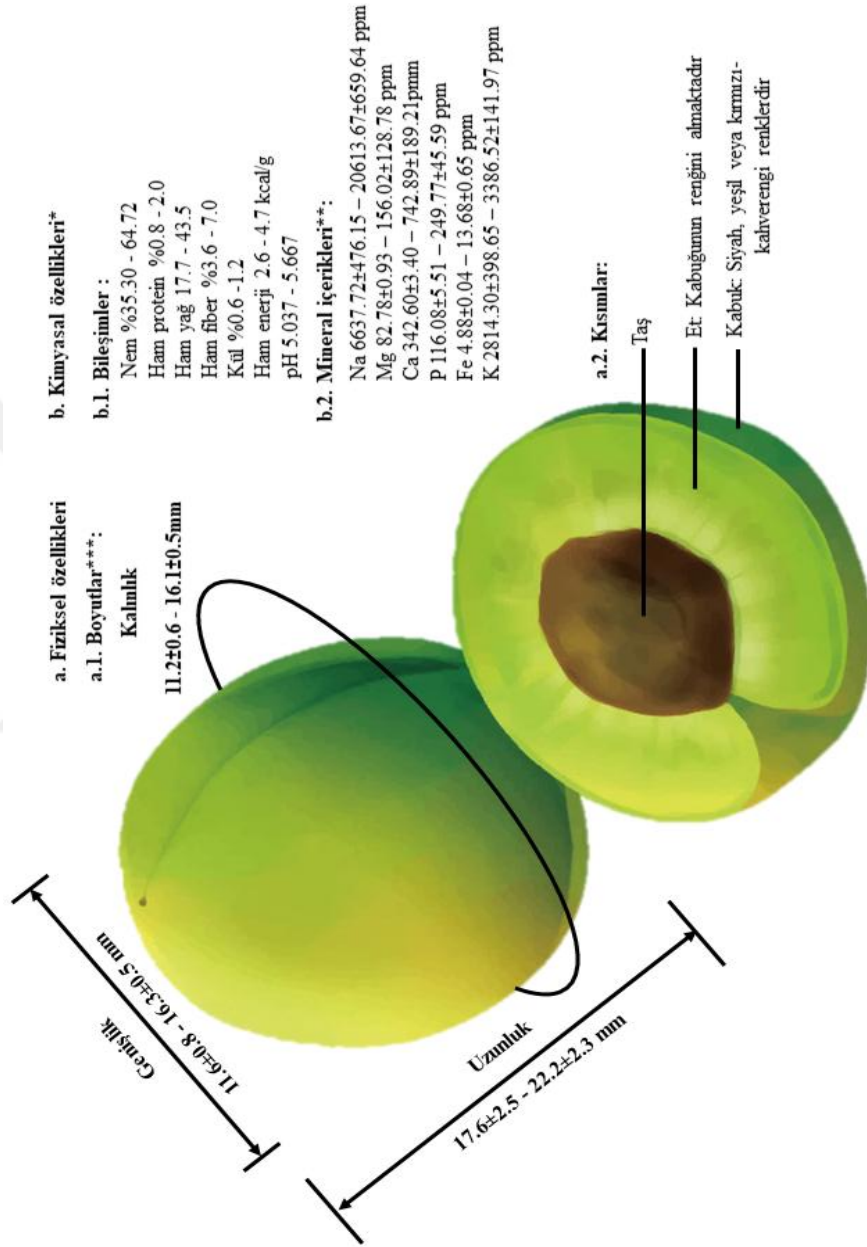 a. Fiziksel özellikleri
a.1. Boyutlar***:
Kalınlık
11.2±0.6 - 16.1±0.5mm
Genişlik
11.6±0.8 - 16.3±0.5 mm
Uzunluk
17.6±2.5 - 22.2±2.3 mm
b. Kimyasal özellikleri*
b.1. Bileşimler :
Nem %35.30 - 64.72
Ham protein %0.8 - 2.0
Ham yağ 17.7 - 43.5
Ham fiber %3.6 - 7.0
Kül %0.6 -1.2
Ham enerji 2.6 - 4.7 kcal/g
pH 5.037 - 5.667
b.2. Mineral içerikleri**:
Na 6637.72±476.15 – 20613.67±659.64 ppm
Mg 82.78±0.93 – 156.02±128.78 ppm
Ca 342.60±3.40 – 742.89±189.21pmm
P 116.08±5.51 – 249.77±45.59 ppm
Fe 4.88±0.04 – 13.68±0.65 ppm
K 2814.30±398.65 – 3386.52±141.97 ppm
a.2. Kısımlar:
Taş
Et: Kabuğunun rengini almaktadır
Kabuk: Siyah, yeşil veya kırmızı-
kahverengi renklerdir